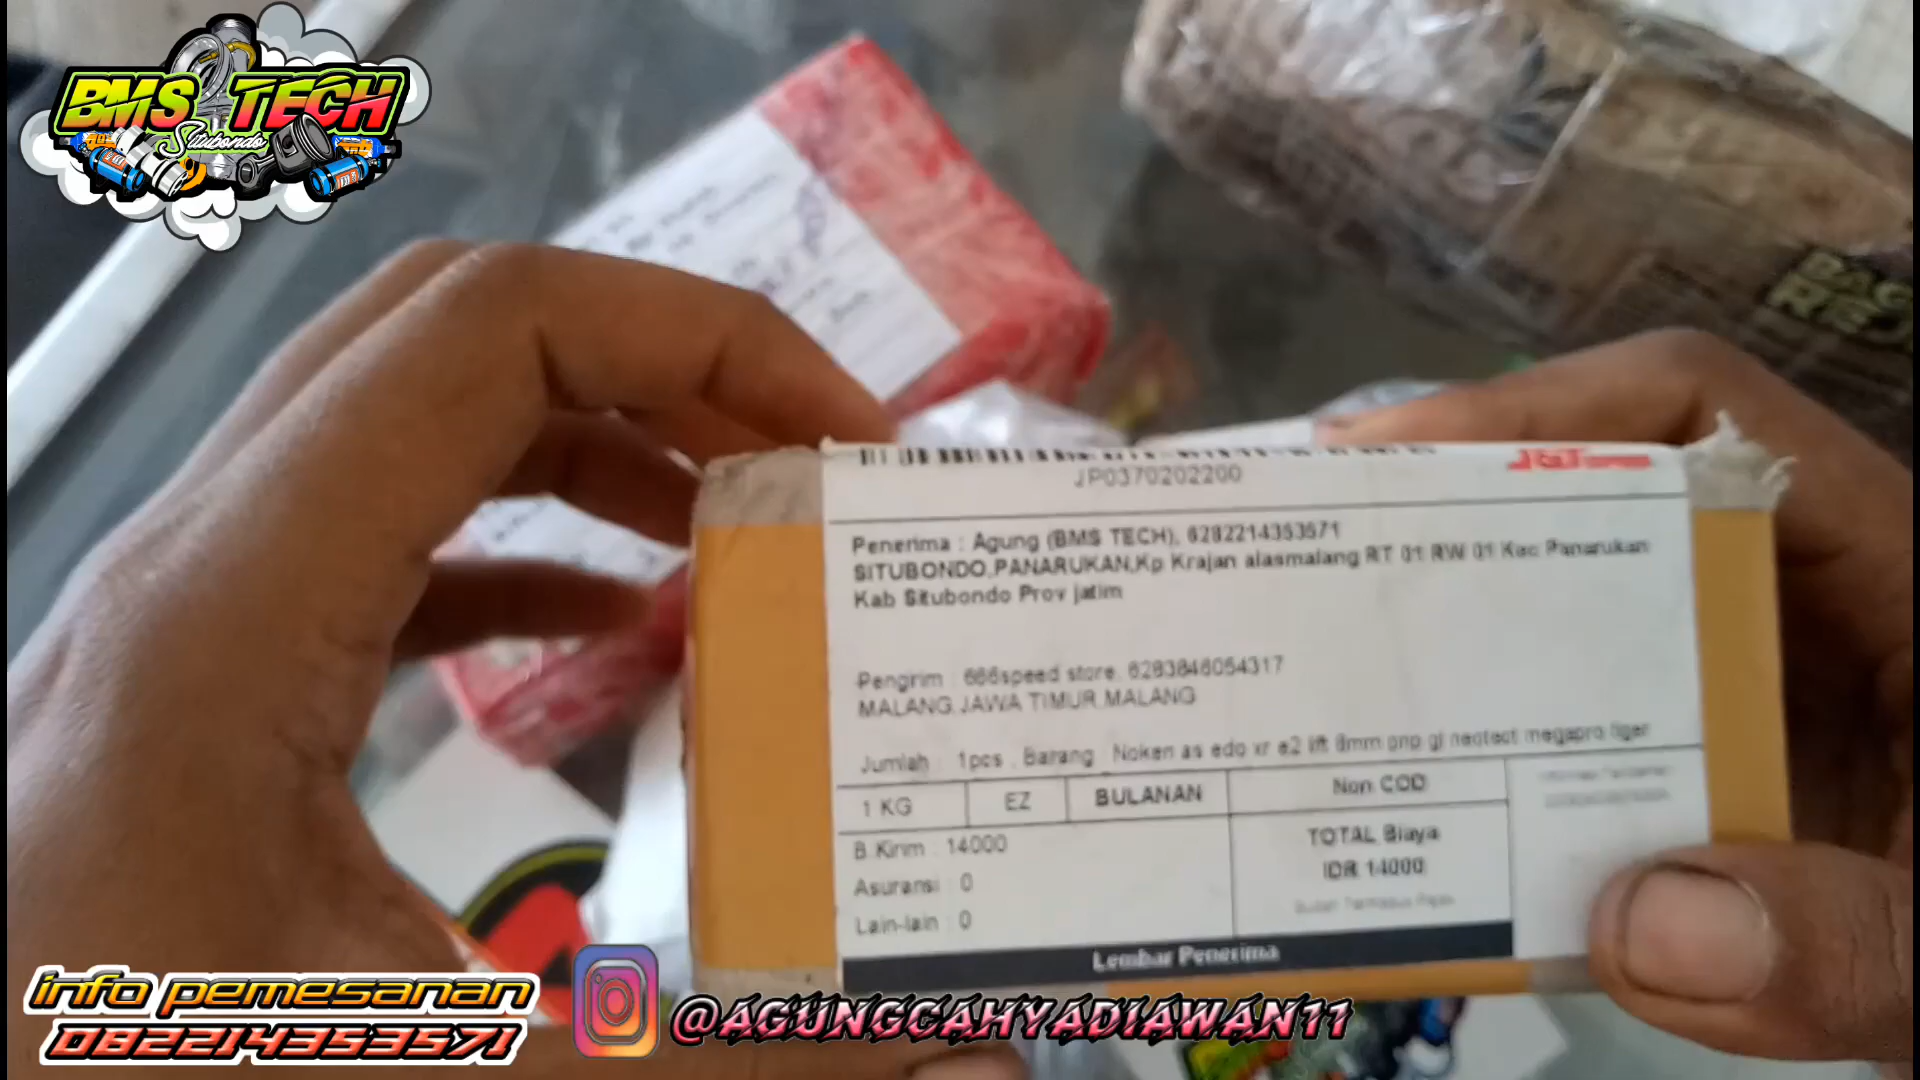 BMS TECH
Situbondo
JP0370202200
J&T EXPRESS
Penerima : Agung (BMS TECH), 6282214353571
SITUBONDO,PANARUKAN,Kp Krajan alasmalang RT 01 RW 01 Kec Panarukan
Kab Situbondo Prov jatim
Pengirim : 666speed store, 6283846054317
MALANG,JAWA TIMUR,MALANG
Jumlah : 1pcs , Barang : Noken as edo xr e2 lift 8mm pnp gl neotect megapro tiger
1 KG
EZ
BULANAN
Non COD
B. Kirim : 14000
Asuransi : 0
Lain-lain : 0
TOTAL Biaya
IDR 14000
Lembar Penerima
info pemesanan
082214353571
@AGUNGCAHYADIAWAN11